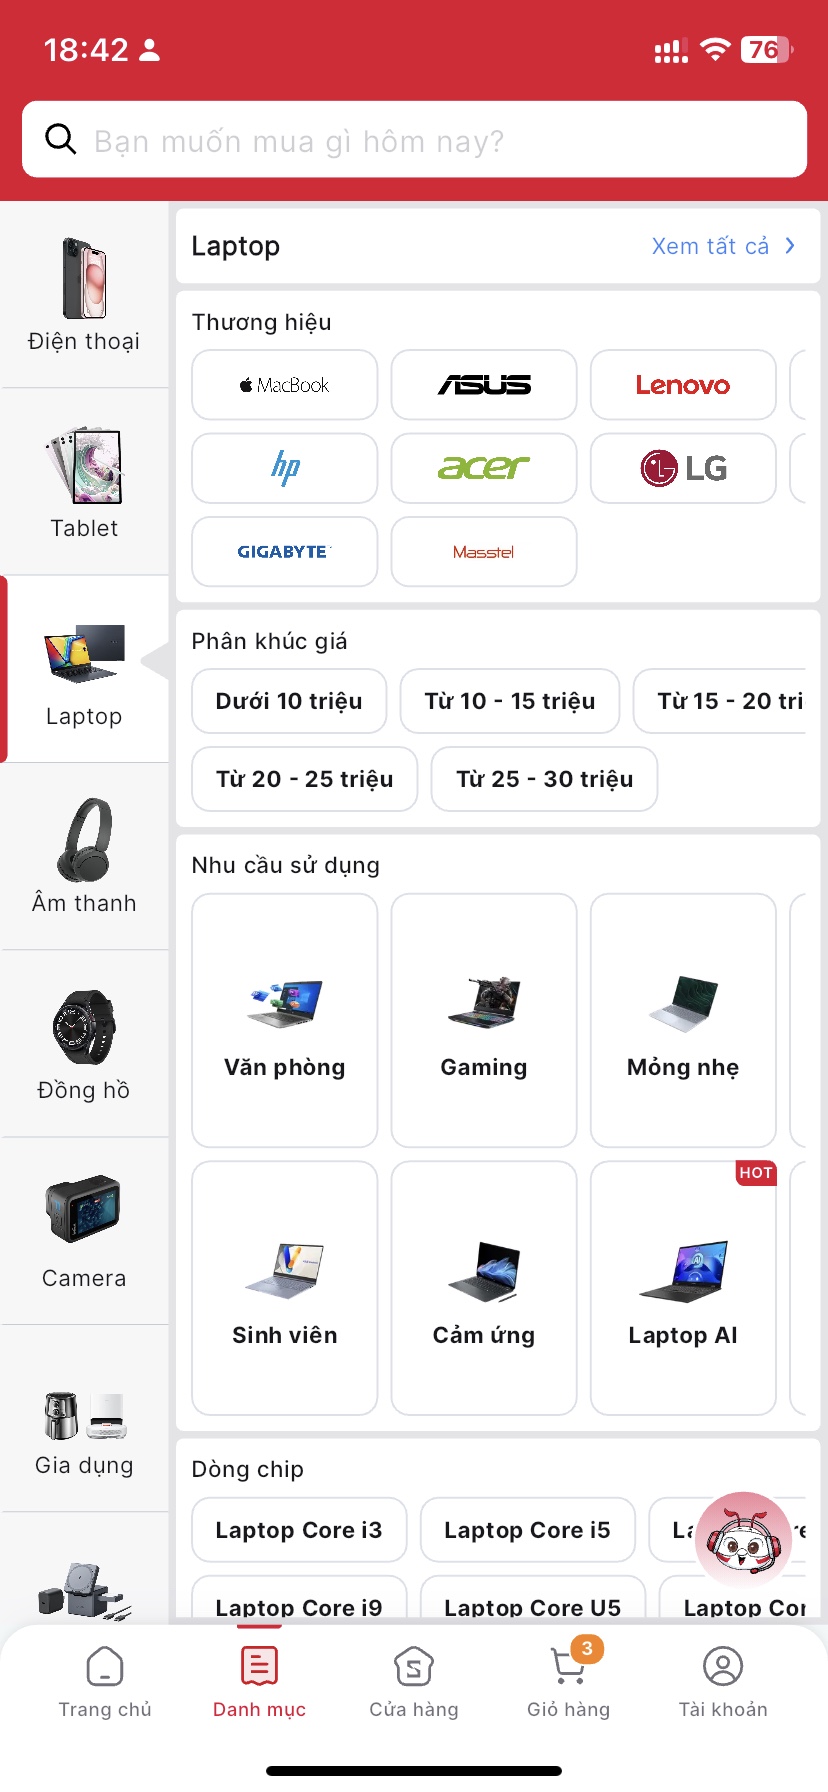 18:42
76
Bạn muốn mua gì hôm nay?
Điện thoại
Tablet
Laptop
Âm thanh
Đồng hồ
Camera
Gia dụng
Laptop
Xem tất cả
Thương hiệu
MacBook
ASUS
Lenovo
hp
acer
LG
GIGABYTE
Masstel
Phân khúc giá
Dưới 10 triệu
Từ 10 - 15 triệu
Từ 15 - 20 tri
Từ 20 - 25 triệu
Từ 25 - 30 triệu
Nhu cầu sử dụng
Văn phòng
Gaming
Mỏng nhẹ
HOT
Sinh viên
Cảm ứng
Laptop AI
Dòng chip
Laptop Core i3
Laptop Core i5
Laptop Core i9
Laptop Core U5
Laptop Cor
Trang chủ
Danh mục
Cửa hàng
3
Giỏ hàng
Tài khoản